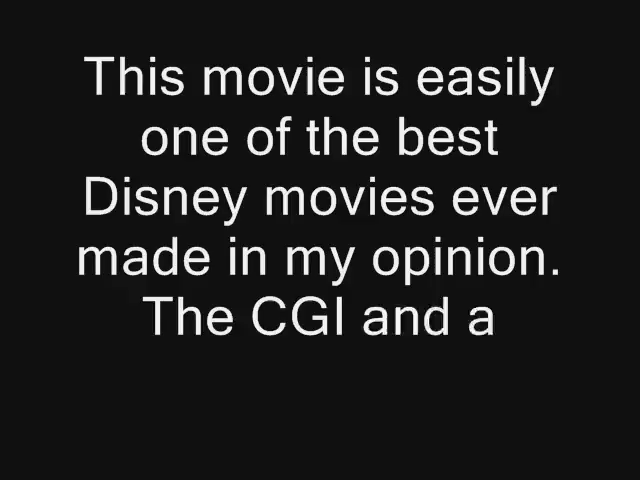 This movie is easily
one of the best
Disney movies ever
made in my opinion.
The CGI and a